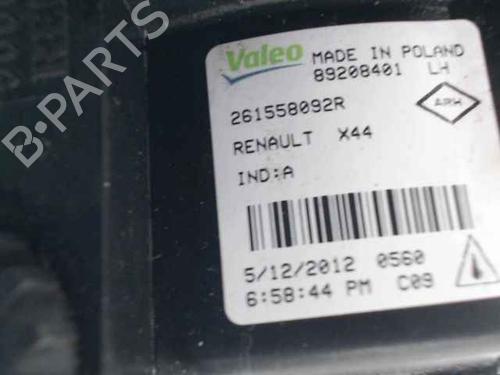 Valeo MADE IN POLAND
89208401 LH
261558092R
ARW
RENAULT X44
IND:A
5/12/2012 0560
6:58:44 PM C09
B-PARTS